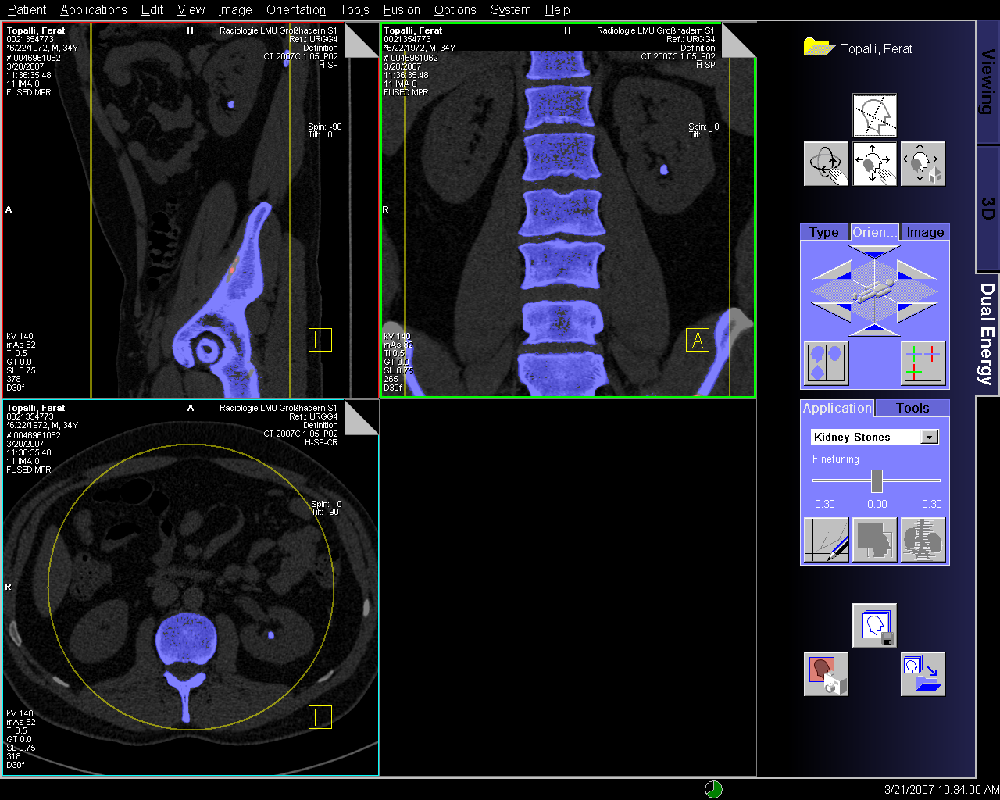 Patient Applications Edit View Image Orientation Tools Fusion Options System Help
Topalli, Ferat
0021354773
*6/22/1972, M, 34Y
# 0046961062
3/20/2007
11:36:35.48
11 IMA 0
FUSED MPR
H
Radiologie LMU Großhadern S1
Ref.: URGG4
Definition
CT 2007C.1.05_P02
H-SP
Spin: -90
Tilt: 0
A
kV 140
mAs 82
TI 0.5
GT 0.0
SL 0.75
378
D30f
L
Topalli, Ferat
0021354773
*6/22/1972, M, 34Y
# 0046961062
3/20/2007
11:36:35.48
11 IMA 0
FUSED MPR
H
Radiologie LMU Großhadern S1
Ref.: URGG4
Definition
CT 2007C.1.05_P02
H-SP
Spin: 0
Tilt: 0
R
kV 140
mAs 82
TI 0.5
GT 0.0
SL 0.75
265
D30f
A
Topalli, Ferat
0021354773
*6/22/1972, M, 34Y
# 0046961062
3/20/2007
11:36:35.48
11 IMA 0
FUSED MPR
A
Radiologie LMU Großhadern S1
Ref.: URGG4
Definition
CT 2007C.1.05_P02
H-SP-CR
Spin: 0
Tilt: -90
R
kV 140
mAs 82
TI 0.5
GT 0.0
SL 0.75
318
D30f
F
Topalli, Ferat
Viewing
3D
Dual Energy
Type Orien... Image
Application Tools
Kidney Stones
Finetuning
-0.30 0.00 0.30
3/21/2007 10:34:00 AM